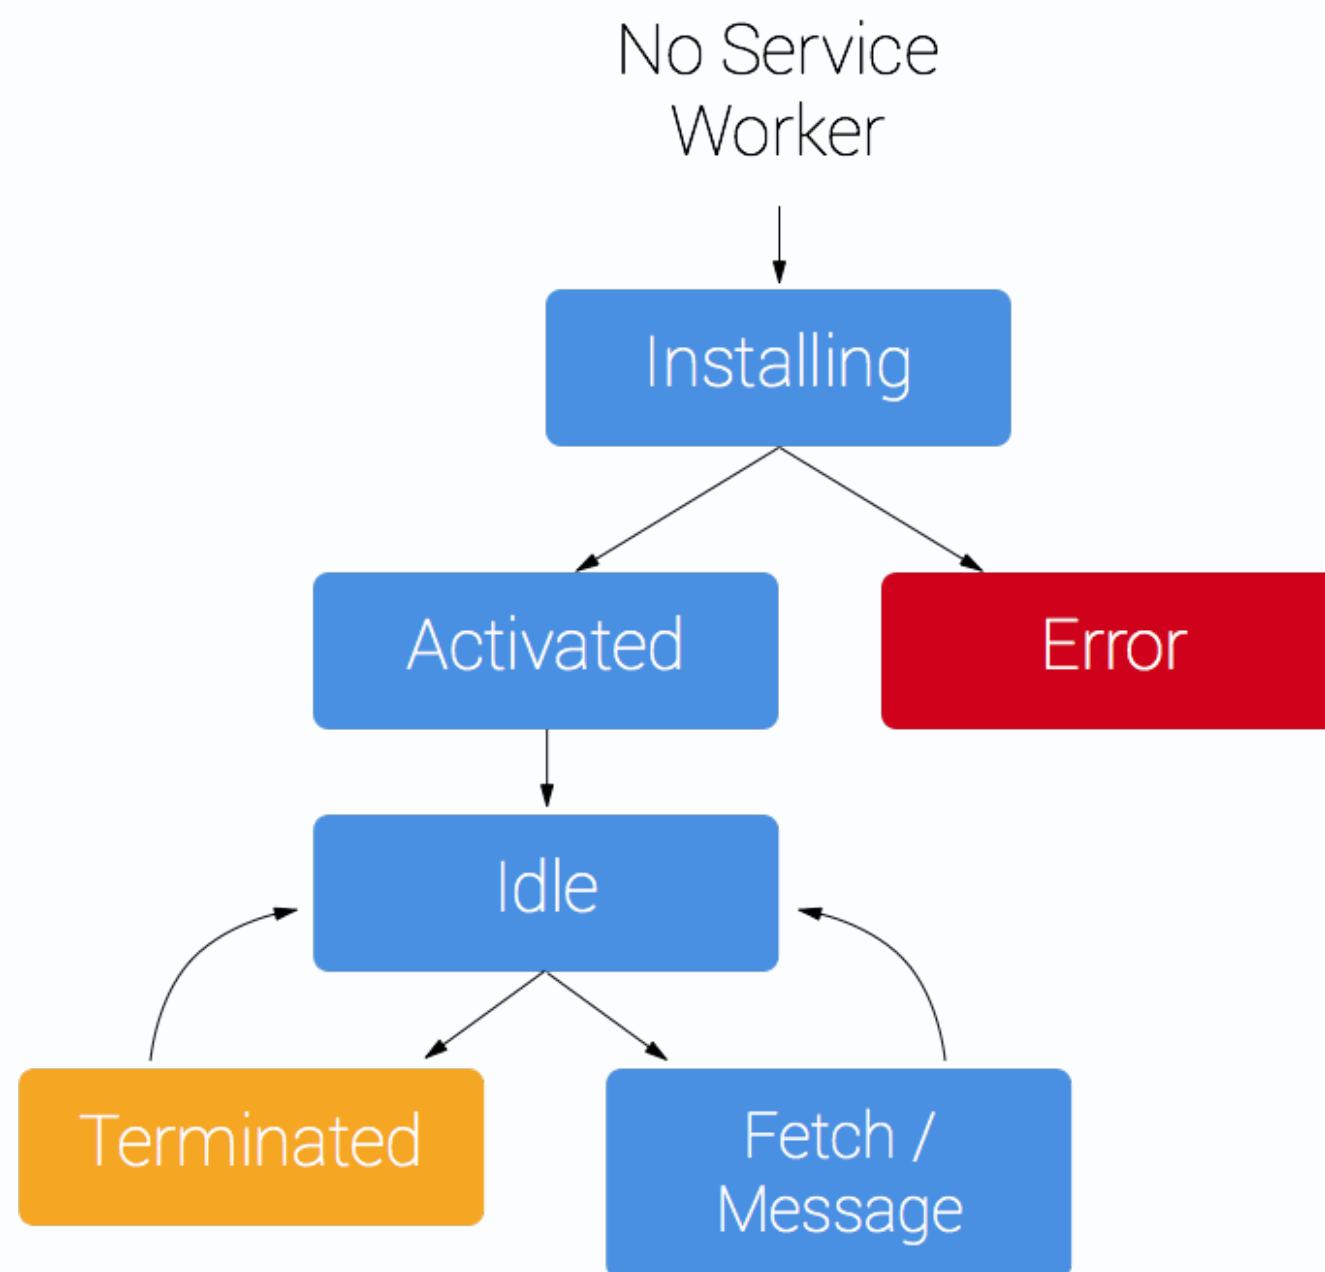 No Service
Worker
Installing
Activated
Error
Idle
Terminated
Fetch /
Message